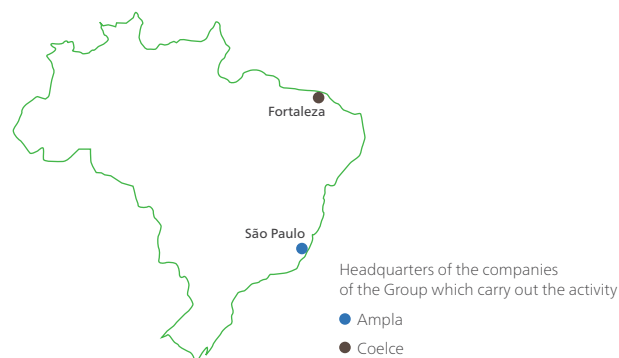 Fortaleza
São Paulo
Headquarters of the companies
of the Group which carry out the activity
Ampla
Coelce